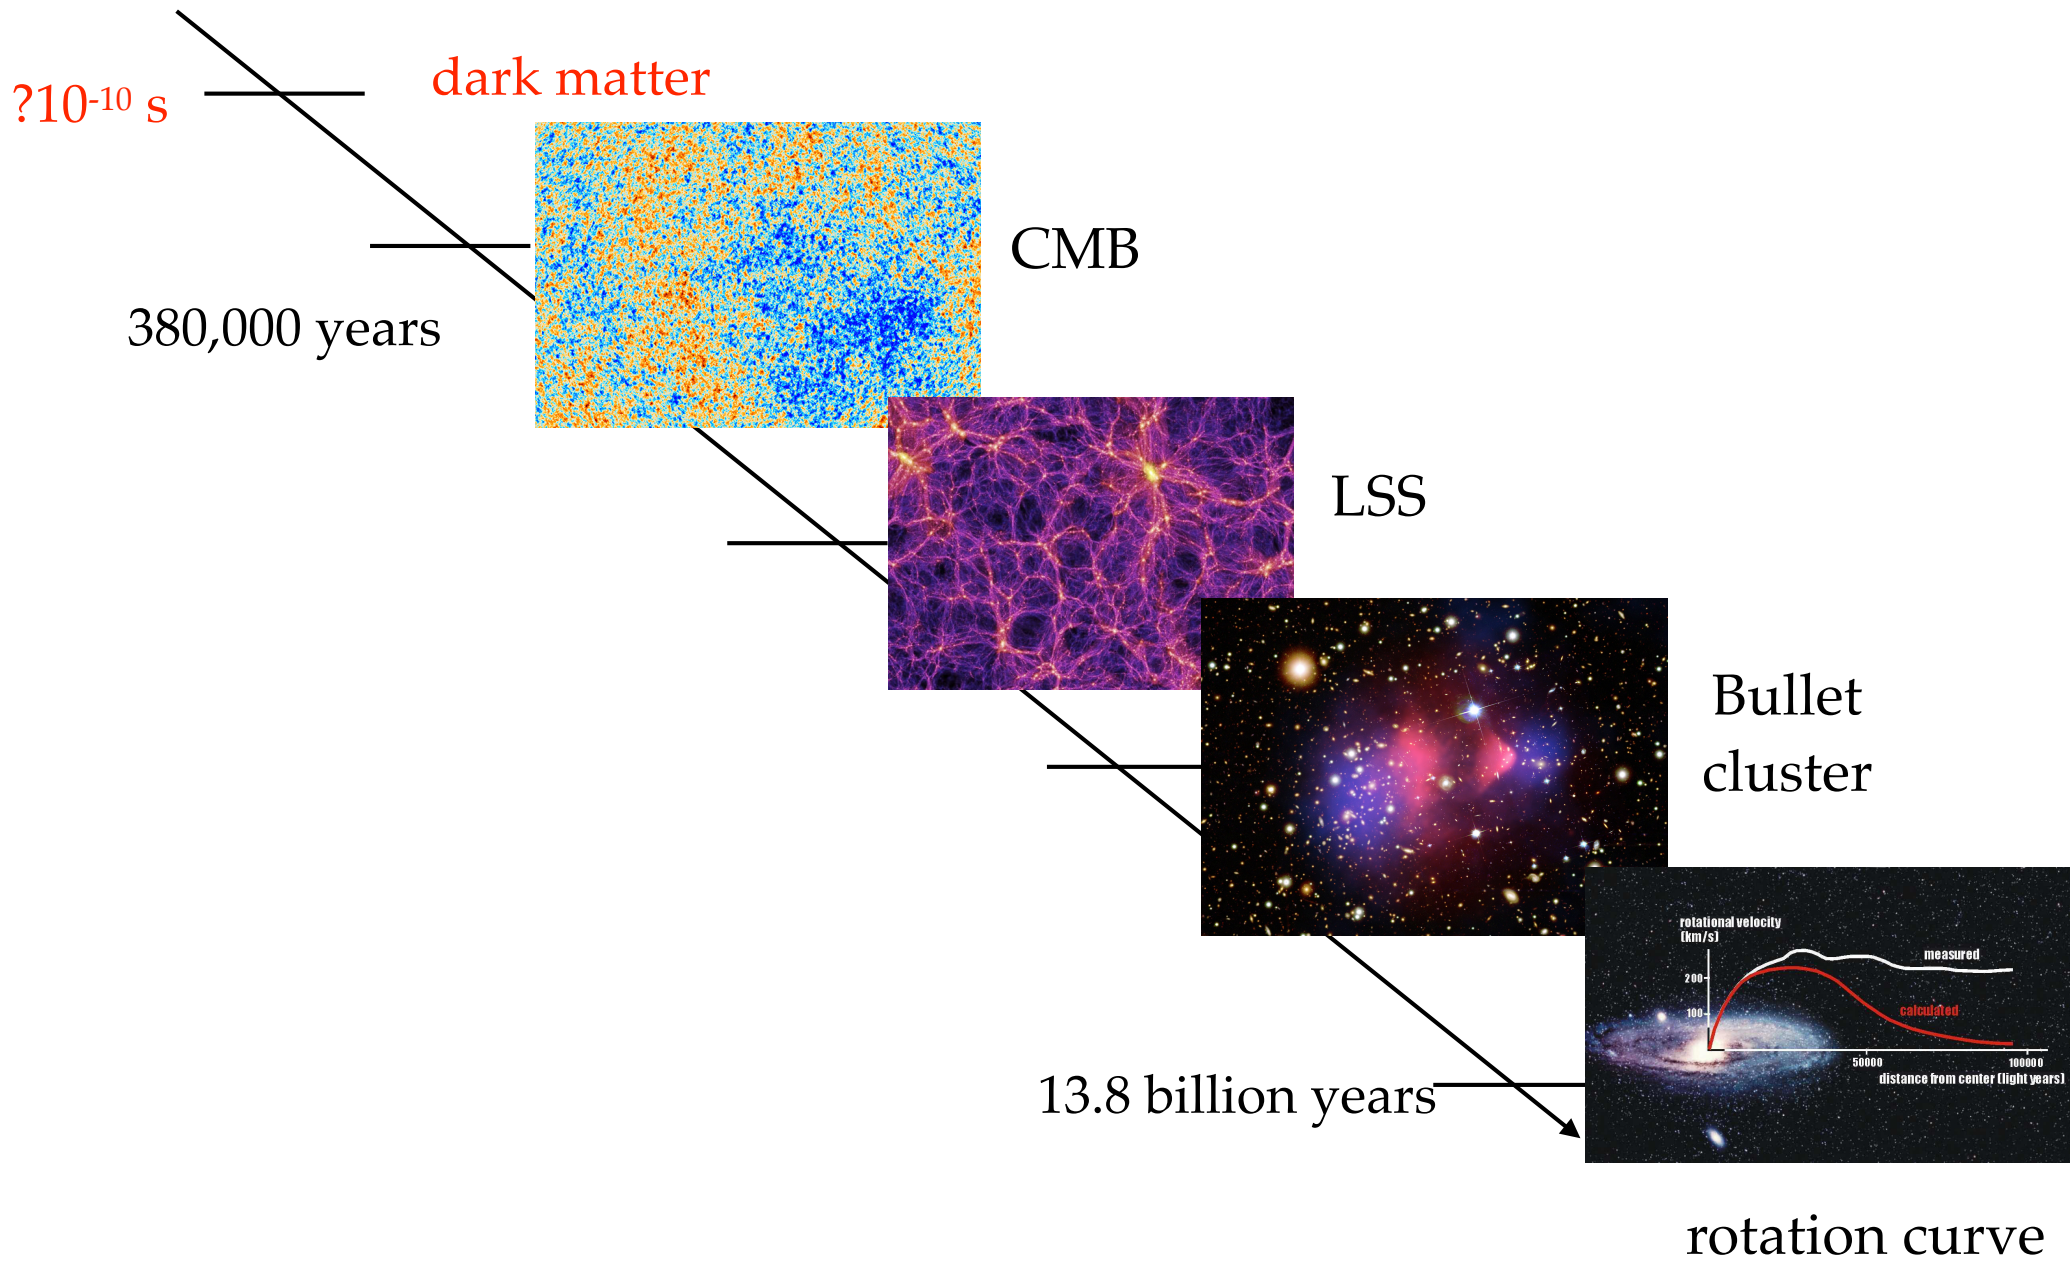 dark matter
?10-10 s
CMB
380,000 years
LSS
Bullet
cluster
rotational velocity
(km/s)
measured
200
calculated
100
50000
100000
distance from center (light years)
13.8 billion years
rotation curve